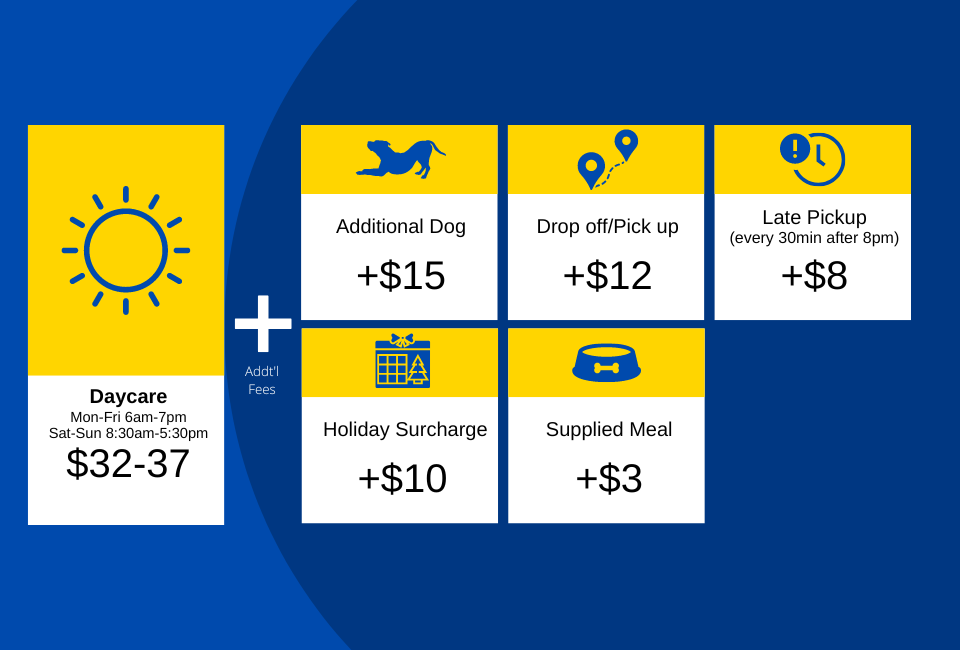 Daycare
Mon-Fri 6am-7pm
Sat-Sun 8:30am-5:30pm
$32-37
Addt'l
Fees
Additional Dog
+$15
Drop off/Pick up
+$12
Late Pickup
(every 30min after 8pm)
+$8
Holiday Surcharge
+$10
Supplied Meal
+$3